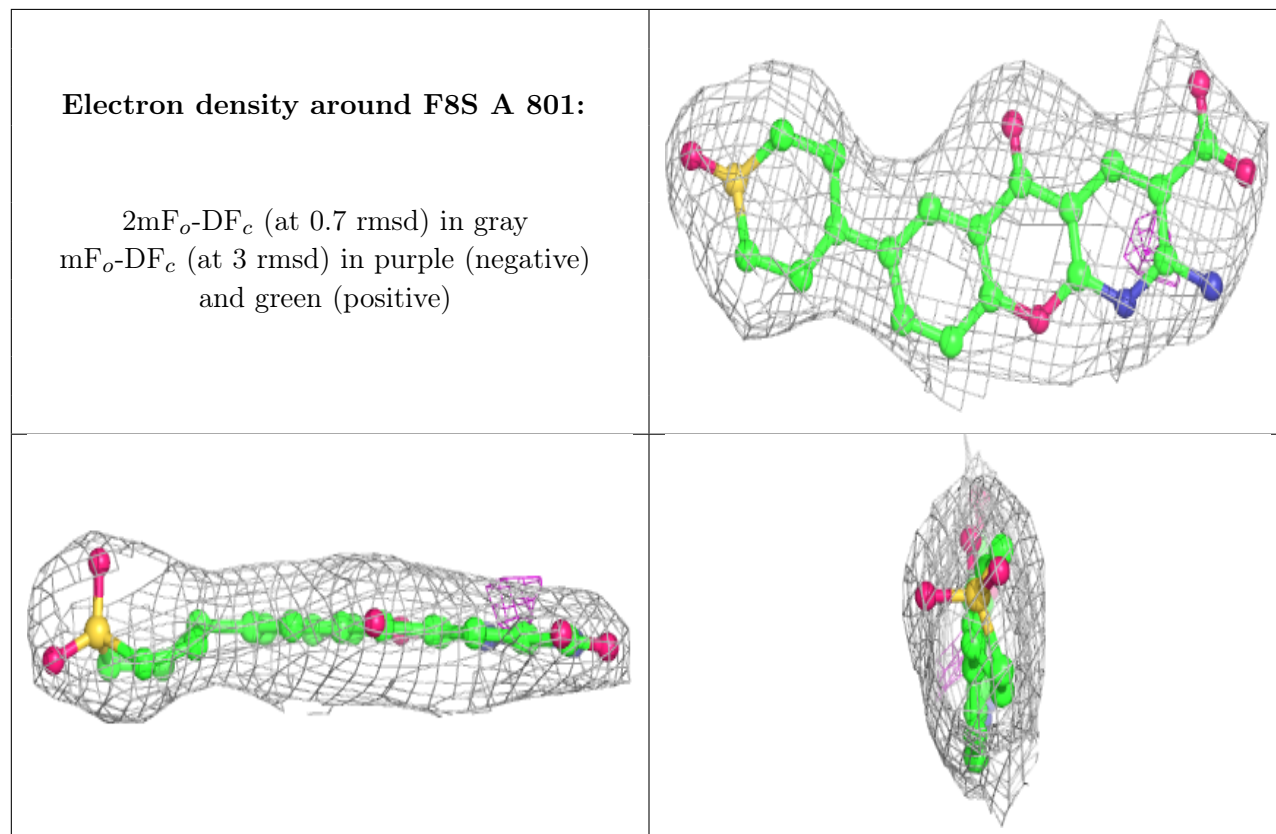 Electron density around F8S A 801:
2mFₒ-DF𝒸 (at 0.7 rmsd) in gray
mFₒ-DF𝒸 (at 3 rmsd) in purple (negative)
and green (positive)